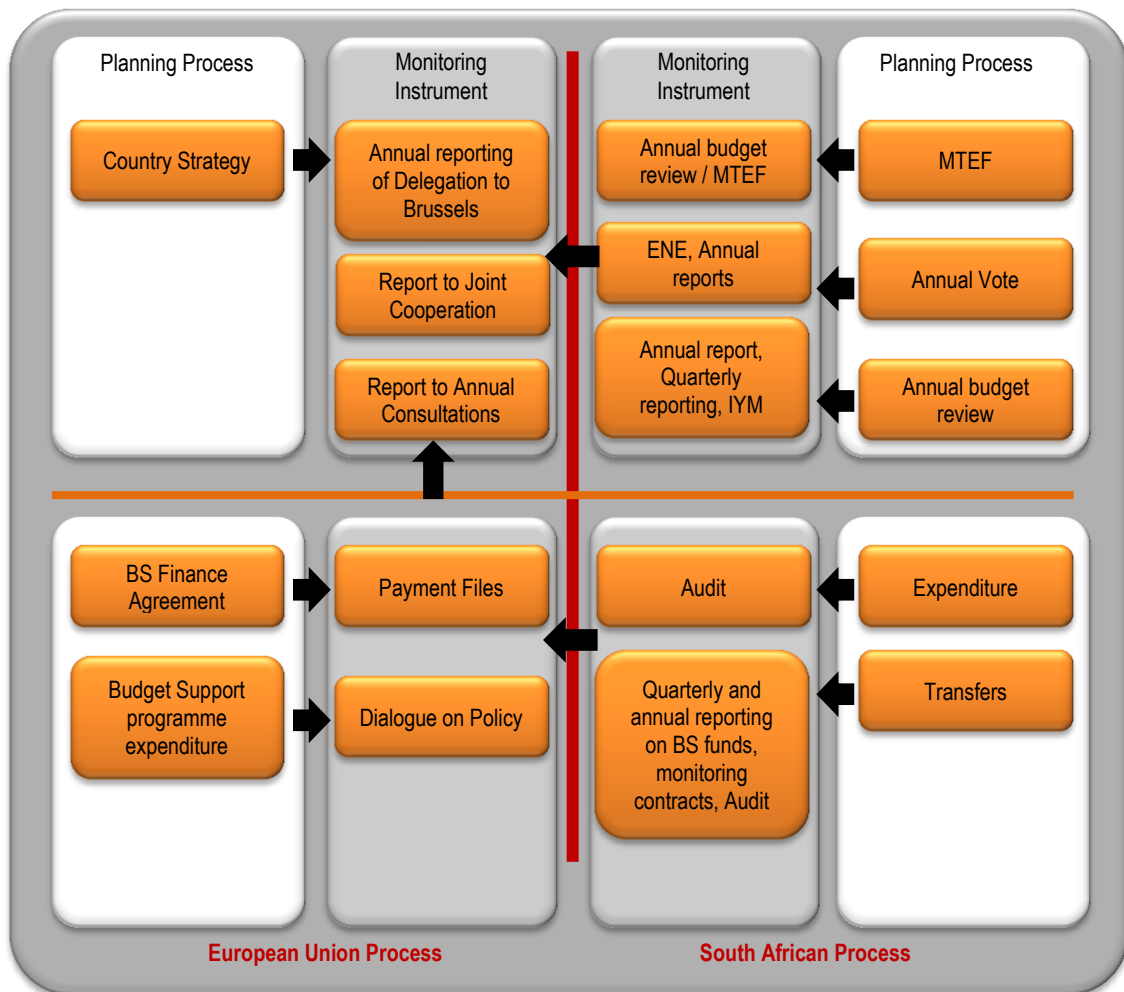 Planning Process
Monitoring
Instrument
Monitoring
Instrument
Planning Process
Country Strategy
Annual reporting
of Delegation to
Brussels
Report to Joint
Cooperation
Report to Annual
Consultations
Annual budget
review / MTEF
ENE, Annual
reports
Annual report,
Quarterly
reporting, IYM
MTEF
Annual Vote
Annual budget
review
BS Finance
Agreement
Budget Support
programme
expenditure
Payment Files
Dialogue on Policy
Audit
Quarterly and
annual reporting
on BS funds,
monitoring
contracts, Audit
Expenditure
Transfers
European Union Process
South African Process